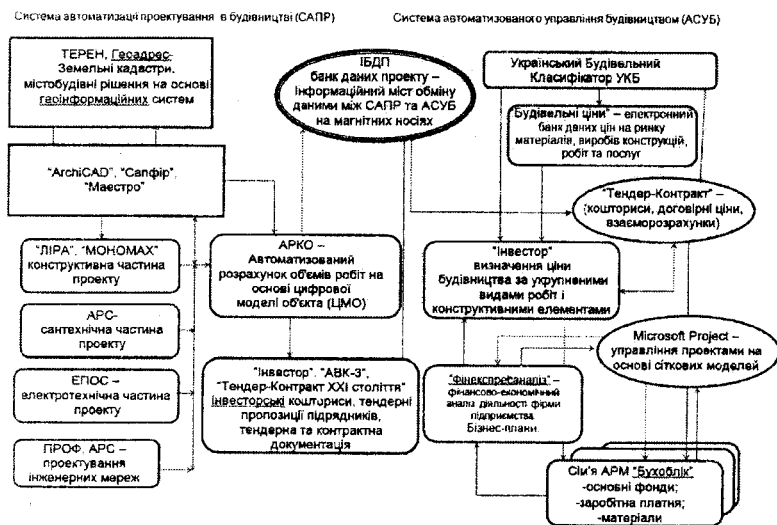 Система автоматизації проектування в будівництві (САПР)
Система автоматизованого управління будівництвом (АСУБ)
ТЕРЕН, Геоадрес-
Земельні кадастри,
містобудівні рішення на основі
геоінформаційних систем
ІБДП
банк даних проекту –
Інформаційний міст обміну
даними між САПР та АСУБ
на магнітних носіях
Український Будівельний
Класифікатор УКБ
"Будівельні ціни" – електронний
банк даних цін на ринку
матеріалів, виробів конструкцій,
робіт та послуг
"ArchiCAD", "Сапфір",
"Маестро"
"Тендер-Контракт" –
(кошториси, договірні ціни,
взаєморозрахунки)
"ЛІРА", "МОНОМАХ"
конструктивна частина
проекту
АРКО –
Автоматизований
розрахунок об'ємів робіт на
основі цифрової
моделі об'єкта (ЦМО)
"Інвестор"
визначення ціни
будівництва за укрупненими
видами робіт і
конструктивними елементами
АРС-
сантехнічна частина
проекту
Microsoft Project –
управління проектами на
основі сіткових моделей
ЕПОС –
електротехнічна частина
проекту
"Інвестор", "АВК-3",
"Тендер-Контракт XXI століття"
інвесторські кошториси, тендерні
пропозиції підрядників,
тендерна та контрактна
документація
"Фінекспресаналіз" –
фінансово-економічний
аналіз діяльності фірми
підприємства.
Бізнес-плани.
ПРОФ, АРС –
проектування
інженерних мереж
Сім'я АРМ "Бухоблік"
-основні фонди;
-заробітна платня;
-матеріали